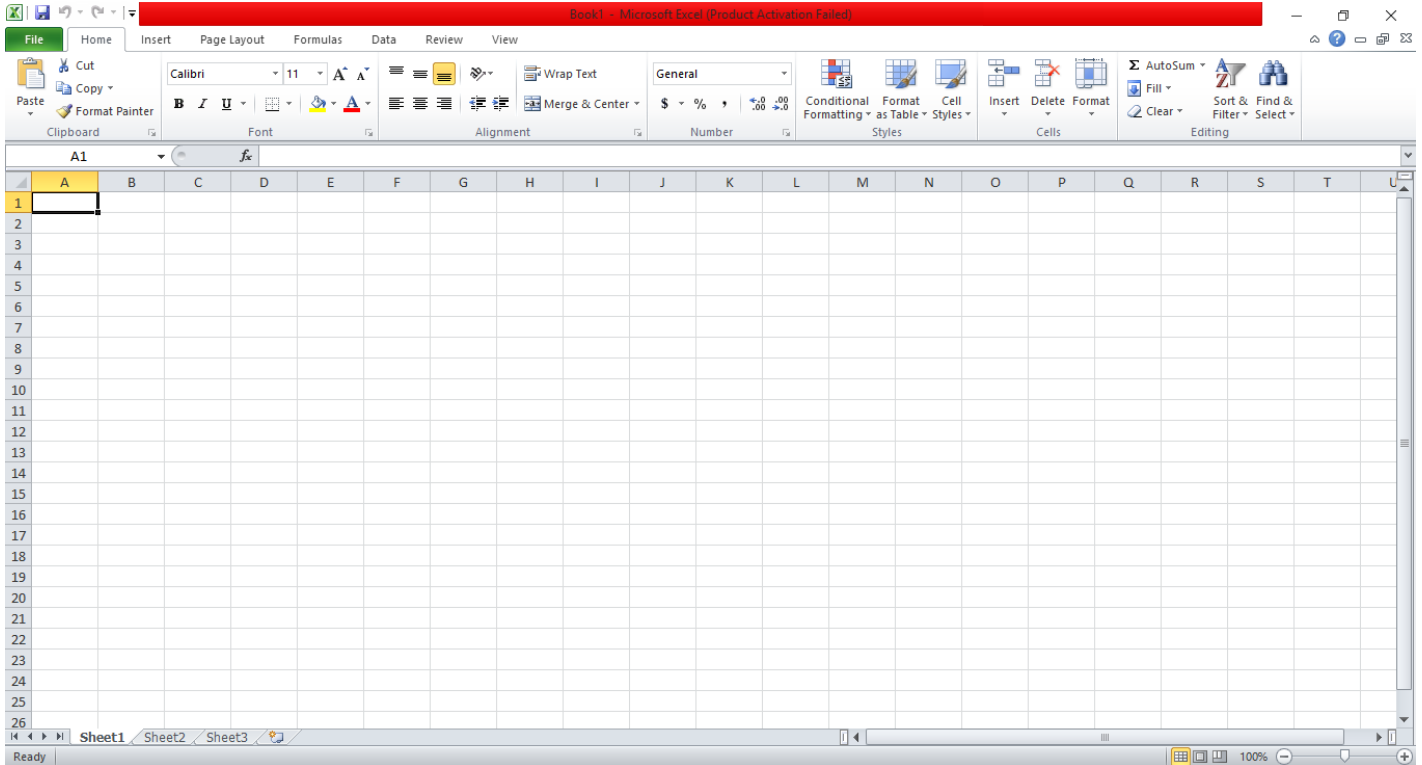 Book1 - Microsoft Excel (Product Activation Failed)
File Home Insert Page Layout Formulas Data Review View
Cut
Copy
Format Painter
Paste
Clipboard
Calibri 11 A A
B I U A
Font
Wrap Text
Merge & Center
Alignment
General
$ % , .0 .00 .00 .0
Number
Conditional Formatting
Format as Table
Cell Styles
Styles
Insert Delete Format
Cells
Σ AutoSum
Fill
Clear
Sort & Filter
Find & Select
Editing
A1 fx
A B C D E F G H I J K L M N O P Q R S T U
1
2
3
4
5
6
7
8
9
10
11
12
13
14
15
16
17
18
19
20
21
22
23
24
25
26
Sheet1 Sheet2 Sheet3
Ready 100%